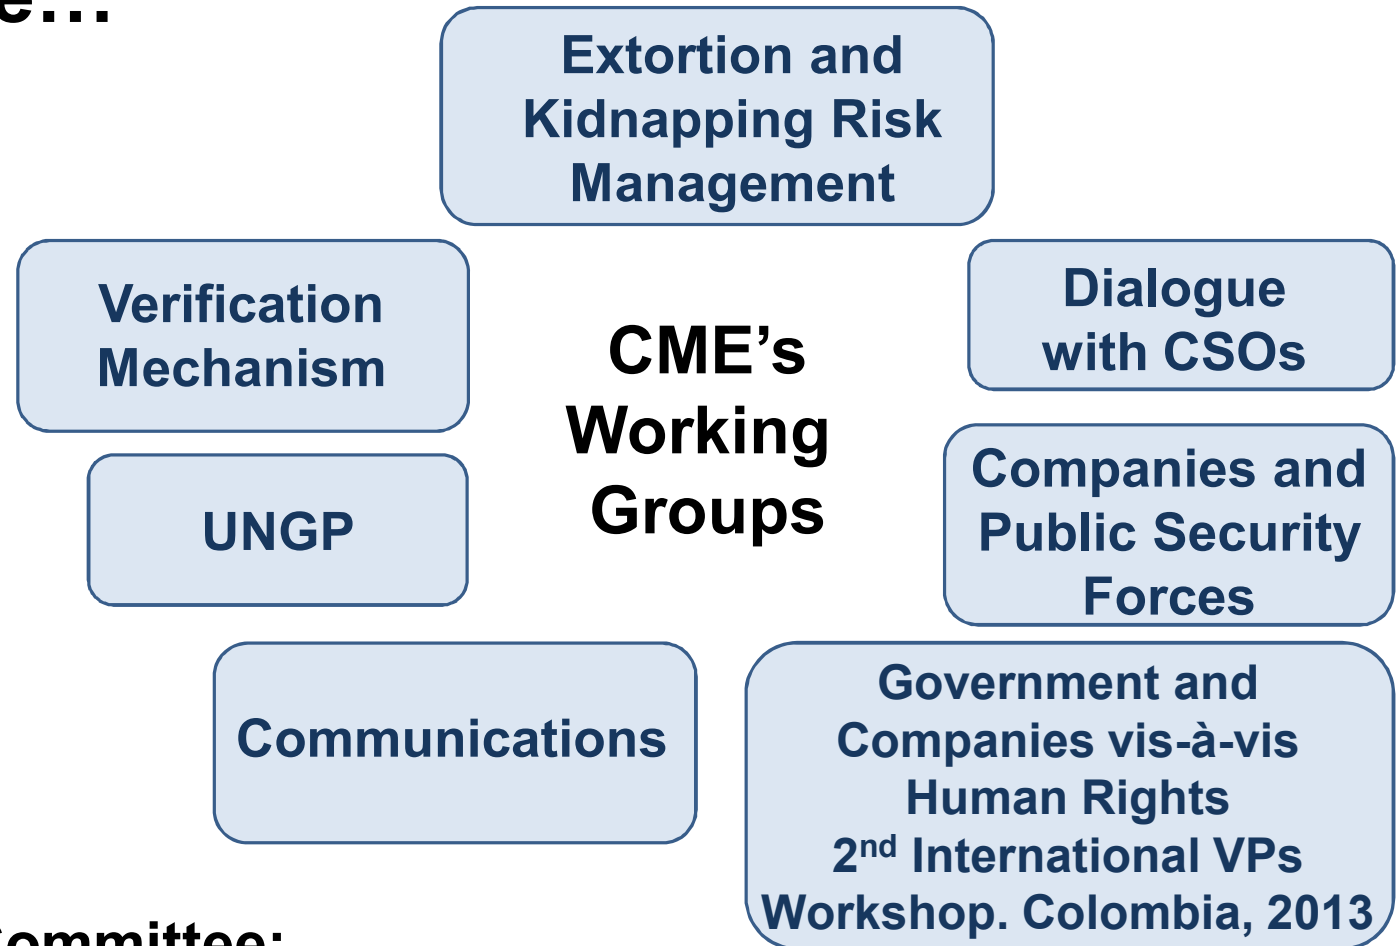 e…
Extortion and
Kidnapping Risk
Management
Verification
Mechanism
CME’s
Working
Groups
Dialogue
with CSOs
UNGP
Companies and
Public Security
Forces
Communications
Government and
Companies vis-à-vis
Human Rights
2nd International VPs
Workshop. Colombia, 2013
Committee: